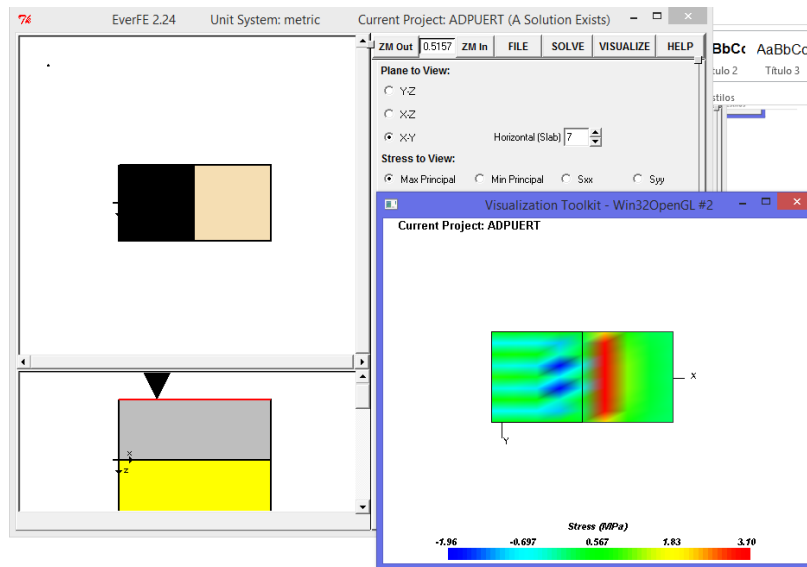 EverFE 2.24 Unit System: metric Current Project: ADPUERT (A Solution Exists)
ZM Out 0.5157 ZM In FILE SOLVE VISUALIZE HELP
Plane to View:
Y-Z
X-Z
X-Y Horizontal (Slab) 7
Stress to View:
Max Principal Min Principal Sxx Syy
BbCc AaBbCc
tulo 2 Título 3
stilos
x
z
Visualization Toolkit - Win32OpenGL #2
Current Project: ADPUERT
X
Y
Stress (MPa)
-1.96 -0.697 0.567 1.83 3.10